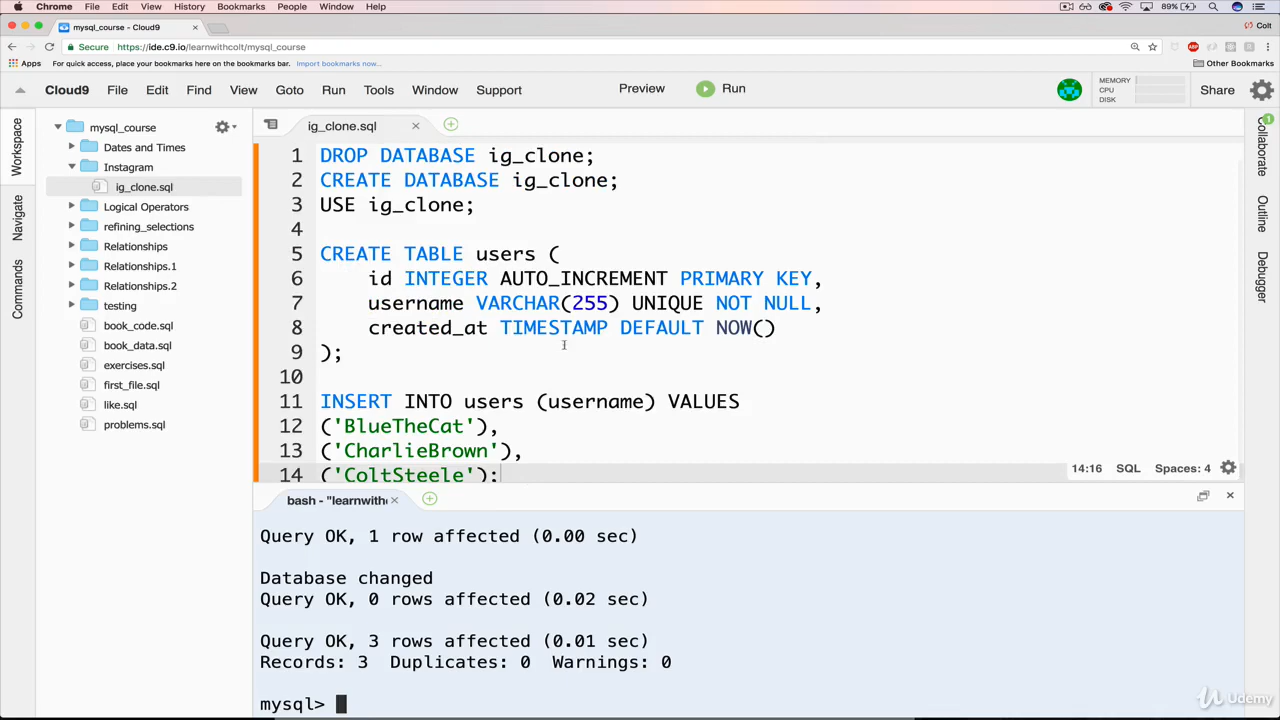 Chrome File Edit View History Bookmarks People Window Help 89%
mysql_course - Cloud9 Colt
Secure https://ide.c9.io/learnwithcolt/mysql_course
Apps For quick access, place your bookmarks here on the bookmarks bar. Import bookmarks now... Other Bookmarks
Cloud9 File Edit Find View Goto Run Tools Window Support Preview Run MEMORY CPU DISK Share
Workspace
Navigate
Commands
mysql_course
Dates and Times
Instagram
ig_clone.sql
Logical Operators
refining_selections
Relationships
Relationships.1
Relationships.2
testing
book_code.sql
book_data.sql
exercises.sql
first_file.sql
like.sql
problems.sql
ig_clone.sql
1 DROP DATABASE ig_clone;
2 CREATE DATABASE ig_clone;
3 USE ig_clone;
4
5 CREATE TABLE users (
6 id INTEGER AUTO_INCREMENT PRIMARY KEY,
7 username VARCHAR(255) UNIQUE NOT NULL,
8 created_at TIMESTAMP DEFAULT NOW()
9 );
10
11 INSERT INTO users (username) VALUES
12 ('BlueTheCat'),
13 ('CharlieBrown'),
14 ('ColtSteele');
14:16 SQL Spaces: 4
bash - "learnwith
Query OK, 1 row affected (0.00 sec)
Database changed
Query OK, 0 rows affected (0.02 sec)
Query OK, 3 rows affected (0.01 sec)
Records: 3 Duplicates: 0 Warnings: 0
mysql>
Collaborate
1
Outline
Debugger
Udemy